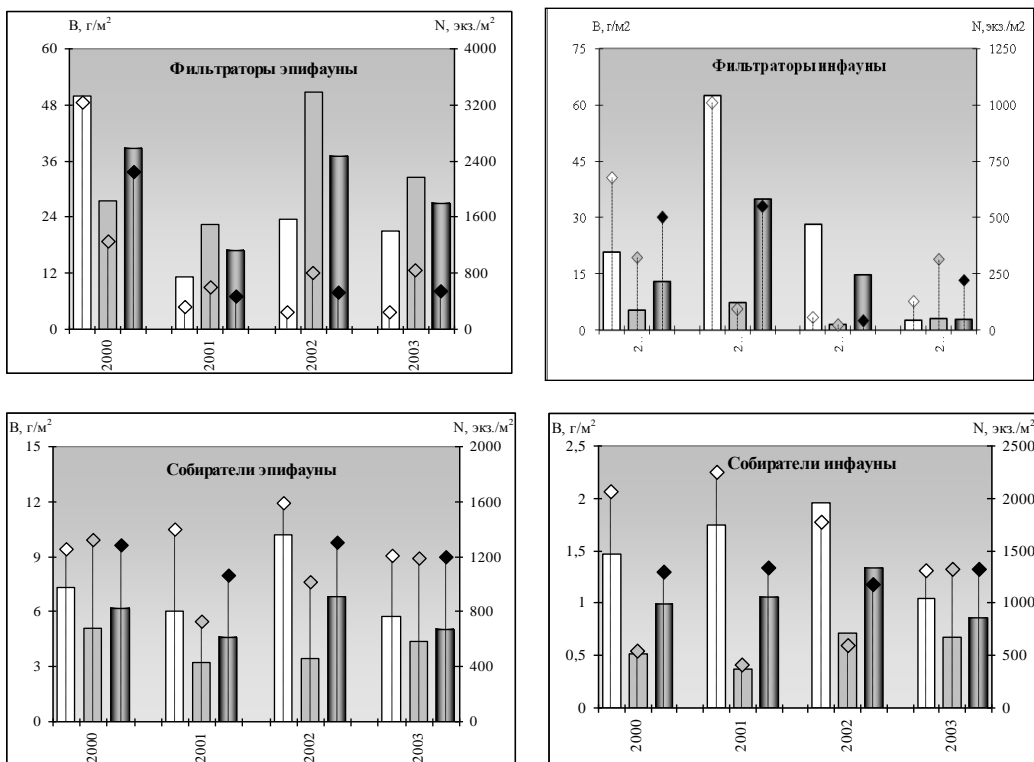 B, г/м² N, экз./м²
Фильтраторы эпифауны
60 4000
48 3200
36 2400
24 1600
12 800
0 0
2000 2001 2002 2003
B, г/м2 N,экз./м2
Фильтраторы инфауны
75 1250
60 1000
45 750
30 500
15 250
0 0
2... 2... 2... 2...
B, г/м² N, экз./м²
Собиратели эпифауны
15 2000
12 1600
9 1200
6 800
3 400
0 0
2000 2001 2002 2003
B, г/м² N, экз./м²
Собиратели инфауны
2,5 2500
2 2000
1,5 1500
1 1000
0,5 500
0 0
2000 2001 2002 2003